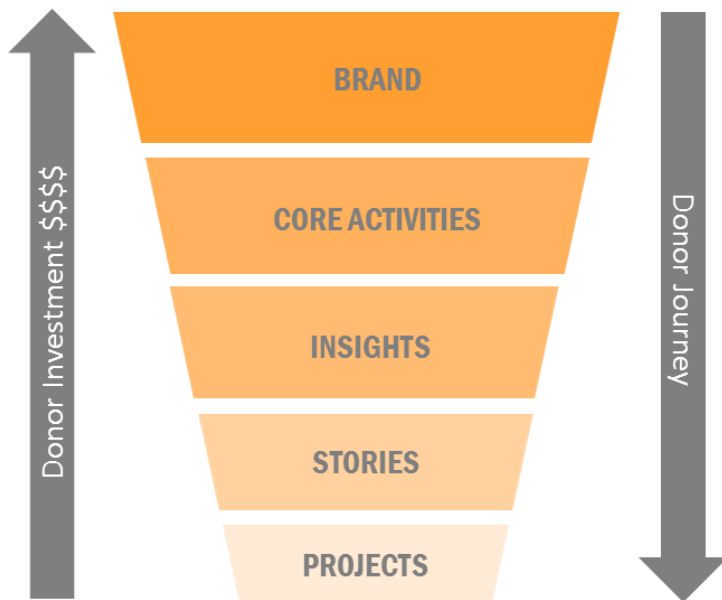 BRAND
CORE ACTIVITIES
INSIGHTS
STORIES
PROJECTS
Donor Investment $$$$
Donor Journey